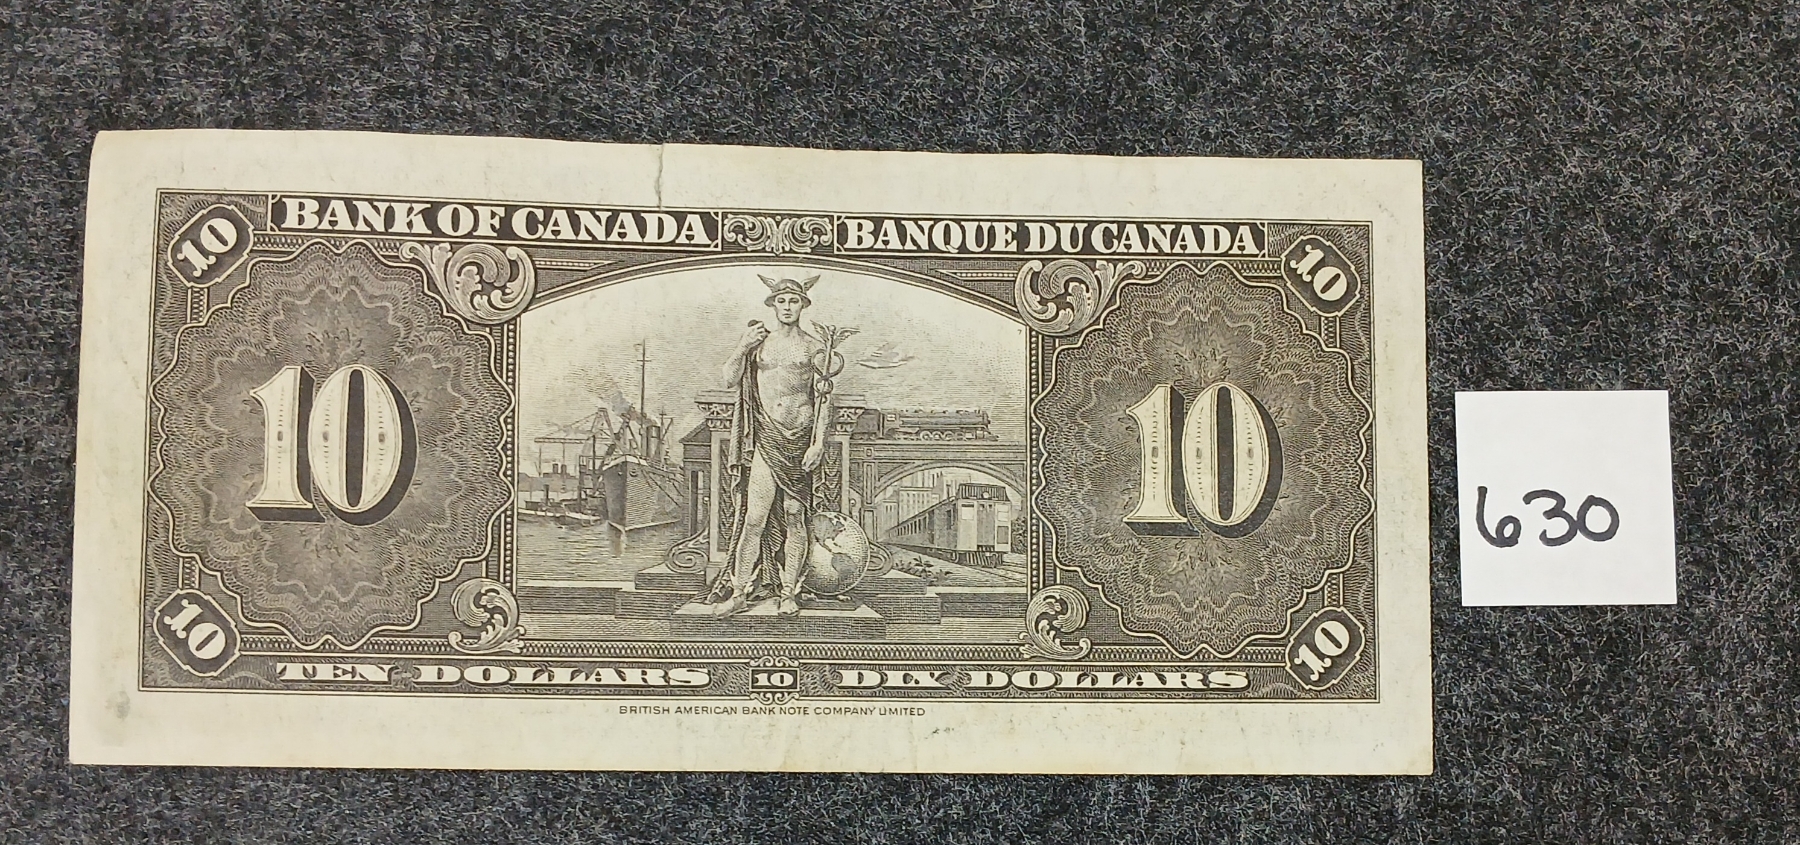 10 BANK OF CANADA BANQUE DU CANADA 10
10 10
7
630
10 TEN DOLLARS 10 DIX DOLLARS 10
BRITISH AMERICAN BANK NOTE COMPANY LIMITED